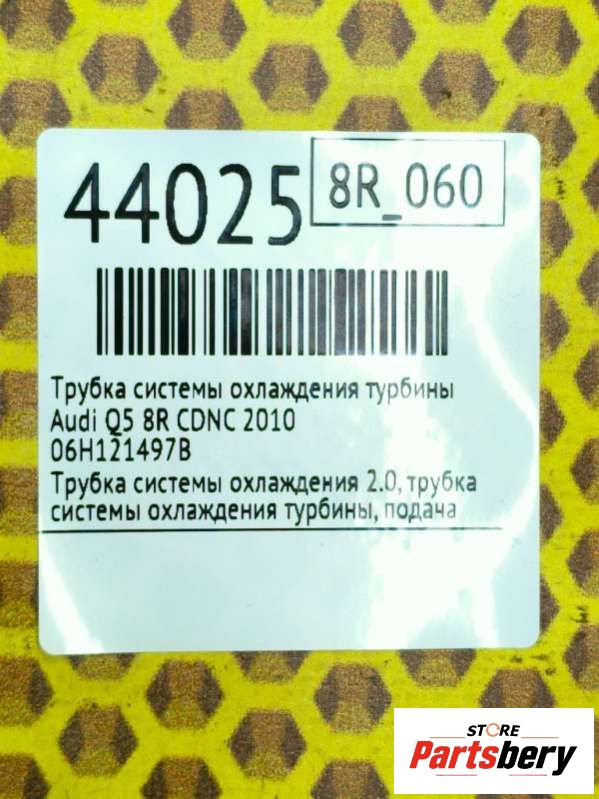 44025
8R_060
Трубка системы охлаждения турбины
Audi Q5 8R CDNC 2010
06H121497B
Трубка системы охлаждения 2.0, трубка
системы охлаждения турбины, подача
STORE
Partsbery